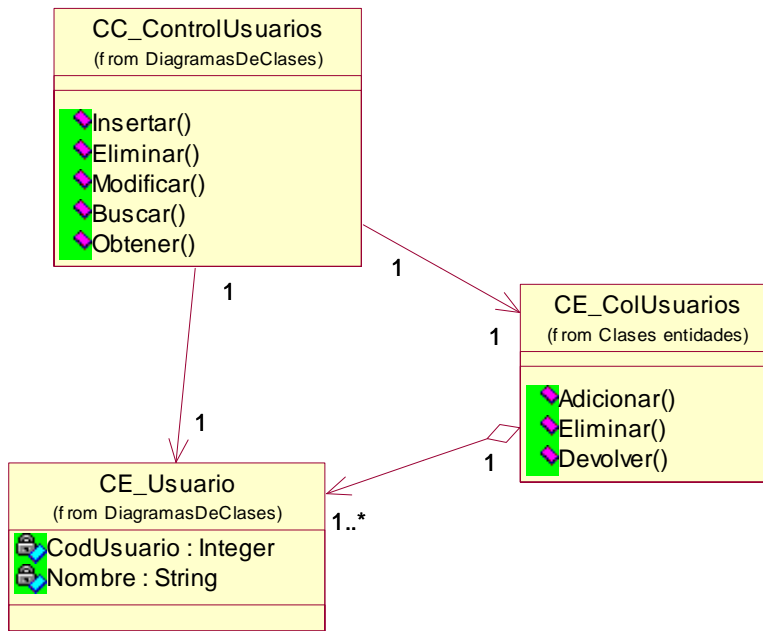 CC_ControlUsuarios
(from DiagramasDeClases)
Insertar()
Eliminar()
Modificar()
Buscar()
Obtener()
1
1
1
1
CE_ColUsuarios
(from Clases entidades)
Adicionar()
Eliminar()
Devolver()
1
1..*
CE_Usuario
(from DiagramasDeClases)
CodUsuario : Integer
Nombre : String